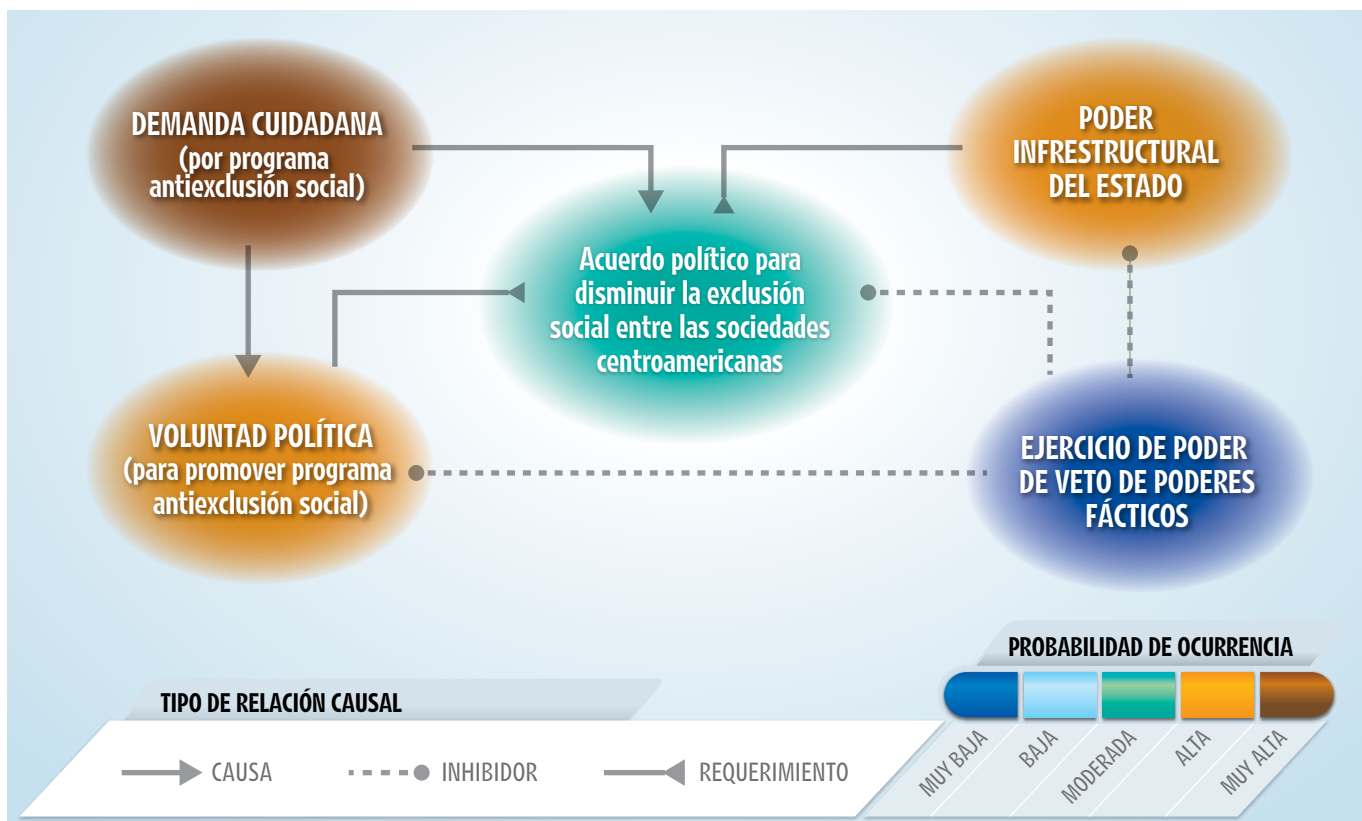 DEMANDA CUIDADANA
(por programa
antiexclusión social)
PODER
INFRESTRUCTURAL
DEL ESTADO
Acuerdo político para
disminuir la exclusión
social entre las sociedades
centroamericanas
VOLUNTAD POLÍTICA
(para promover programa
antiexclusión social)
EJERCICIO DE PODER
DE VETO DE PODERES
FÁCTICOS
PROBABILIDAD DE OCURRENCIA
MUY BAJA
BAJA
MODERADA
ALTA
MUY ALTA
TIPO DE RELACIÓN CAUSAL
CAUSA
INHIBIDOR
REQUERIMIENTO